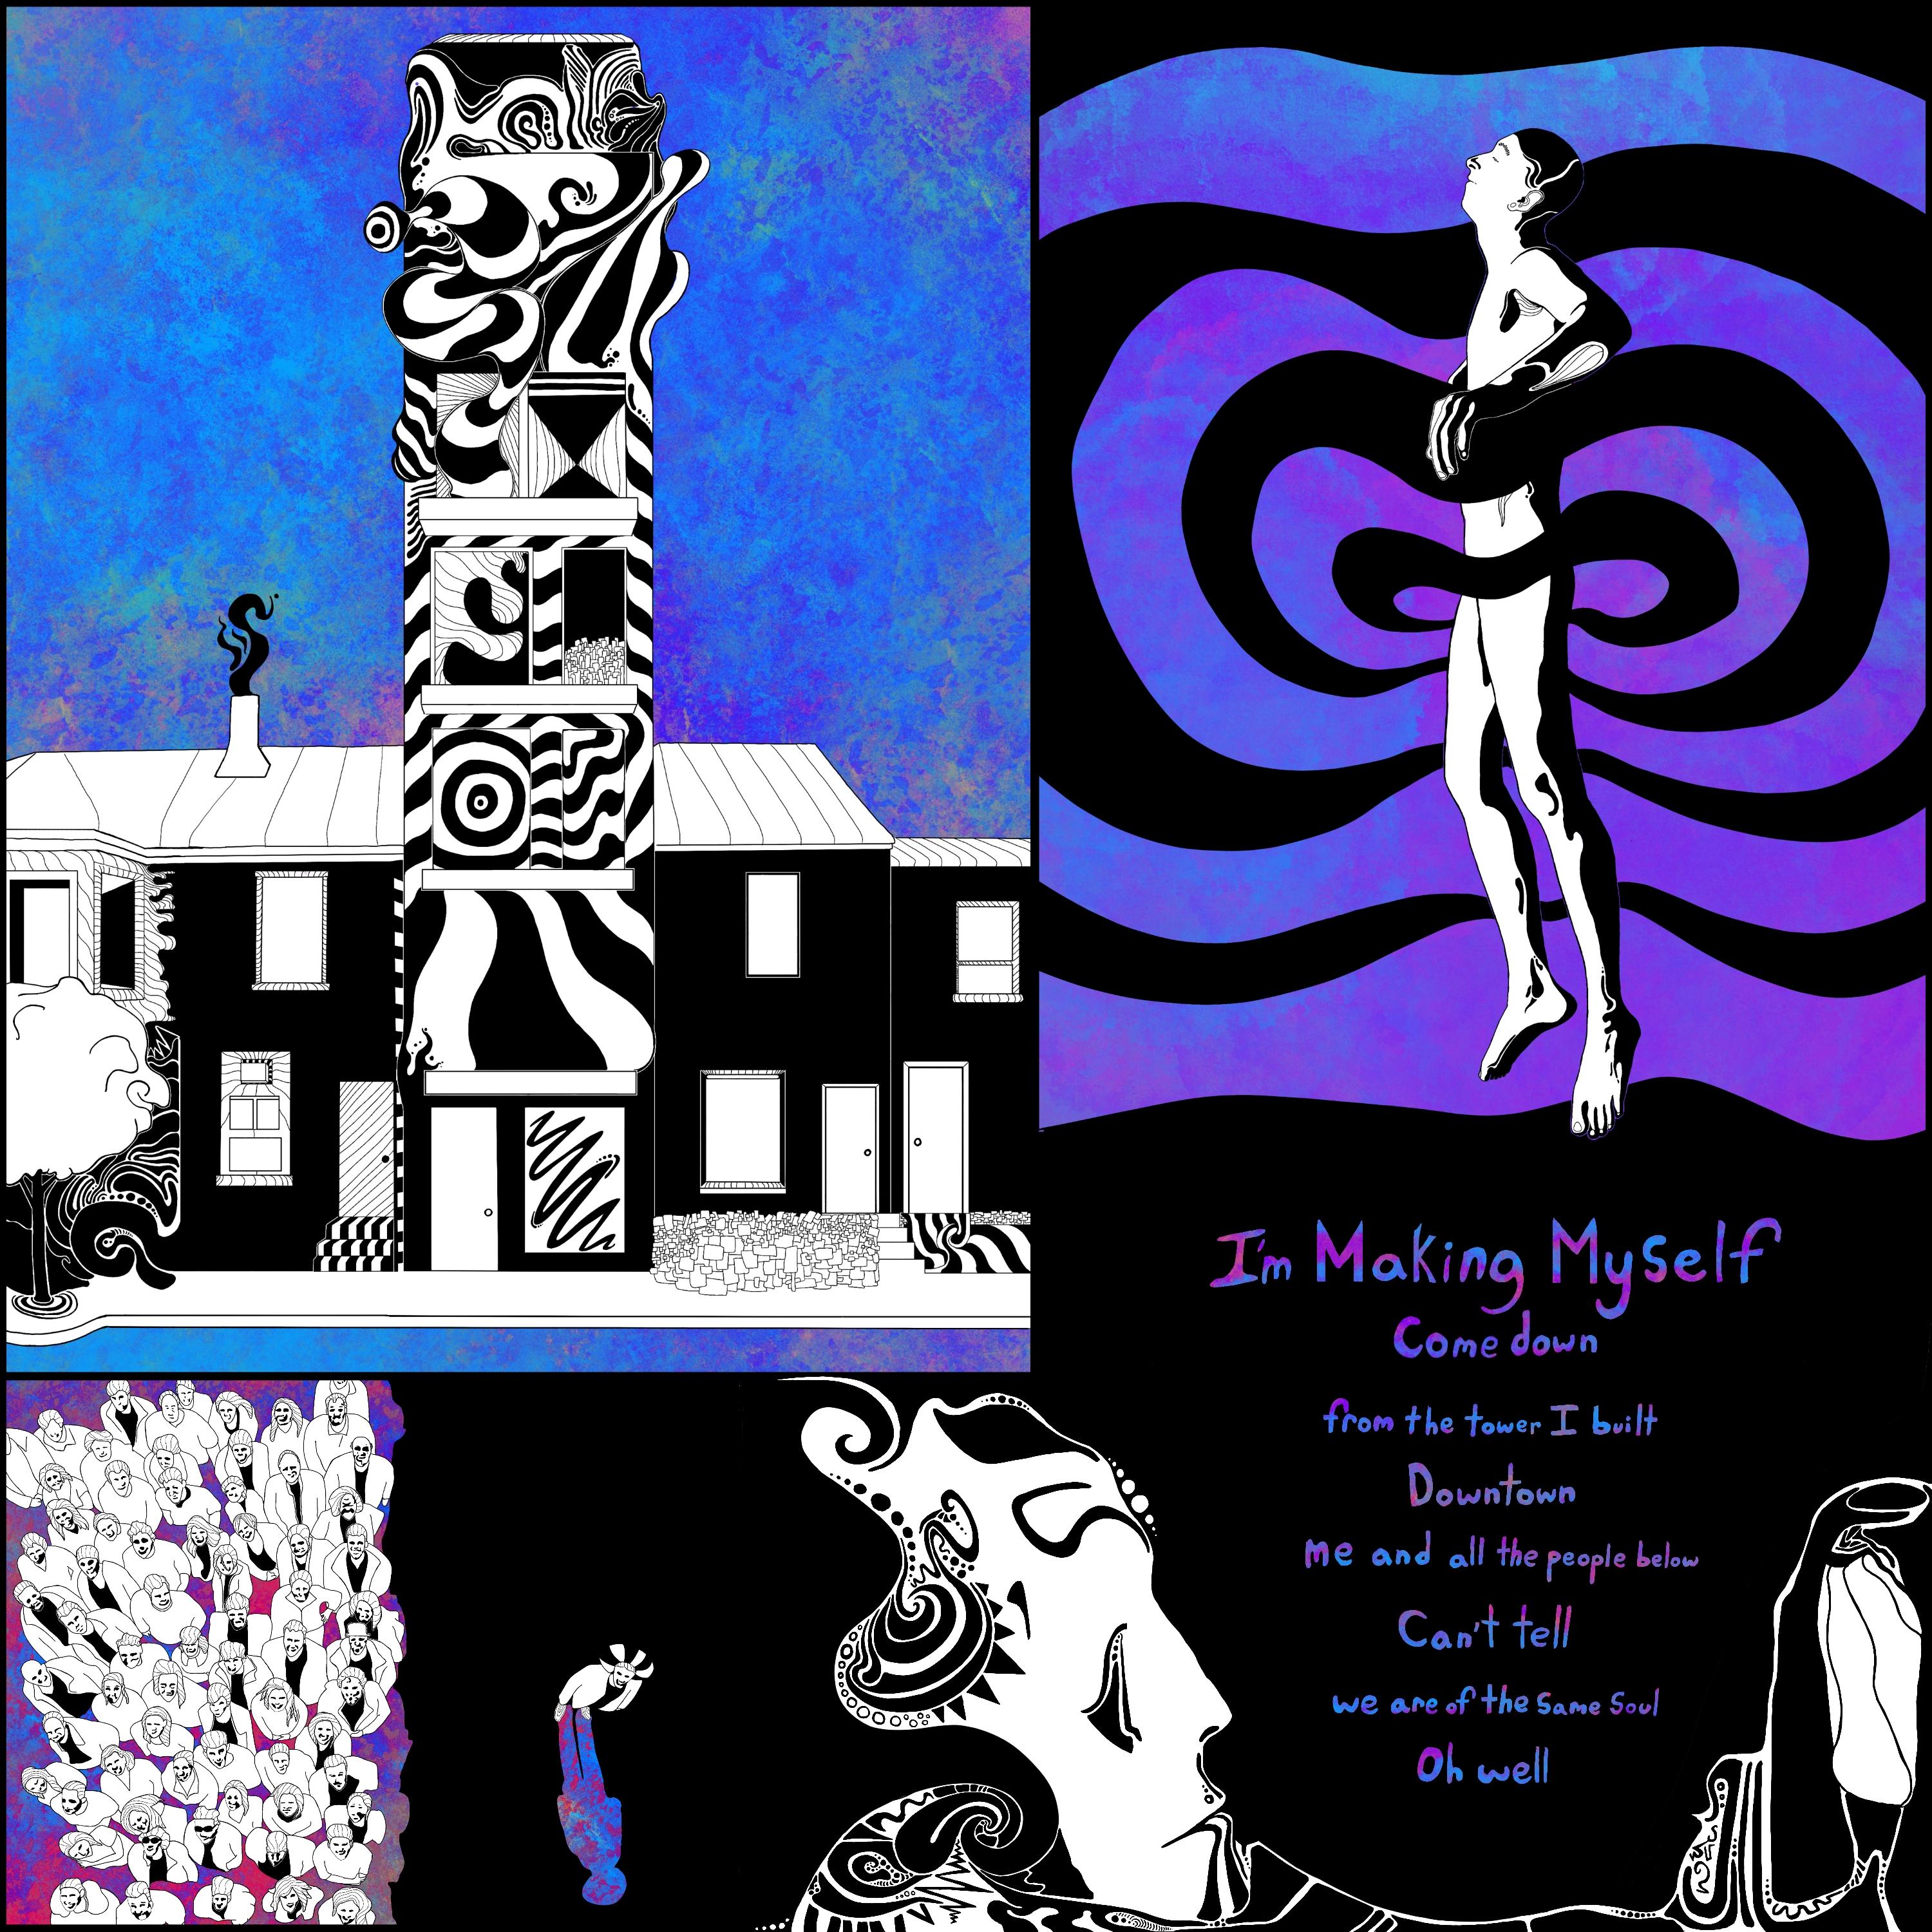 I'm Making Myself
Come down
from the tower I built
Downtown
me and all the people below
Can't tell
we are of the same soul
Oh well